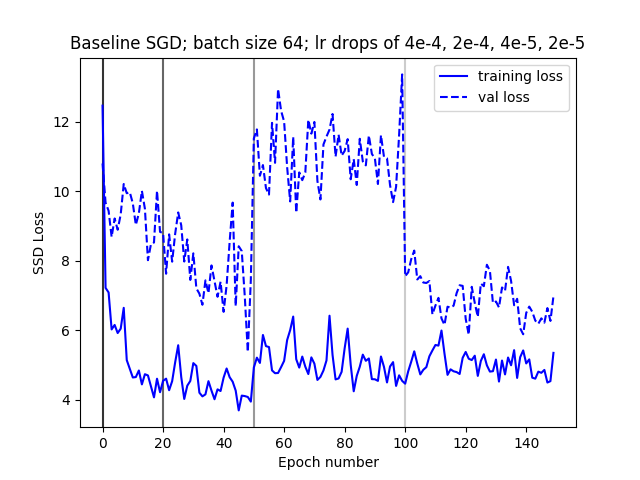 Baseline SGD; batch size 64; lr drops of 4e-4, 2e-4, 4e-5, 2e-5
training loss
val loss
12
10
8
6
4
SSD Loss
0
20
40
60
80
100
120
140
Epoch number